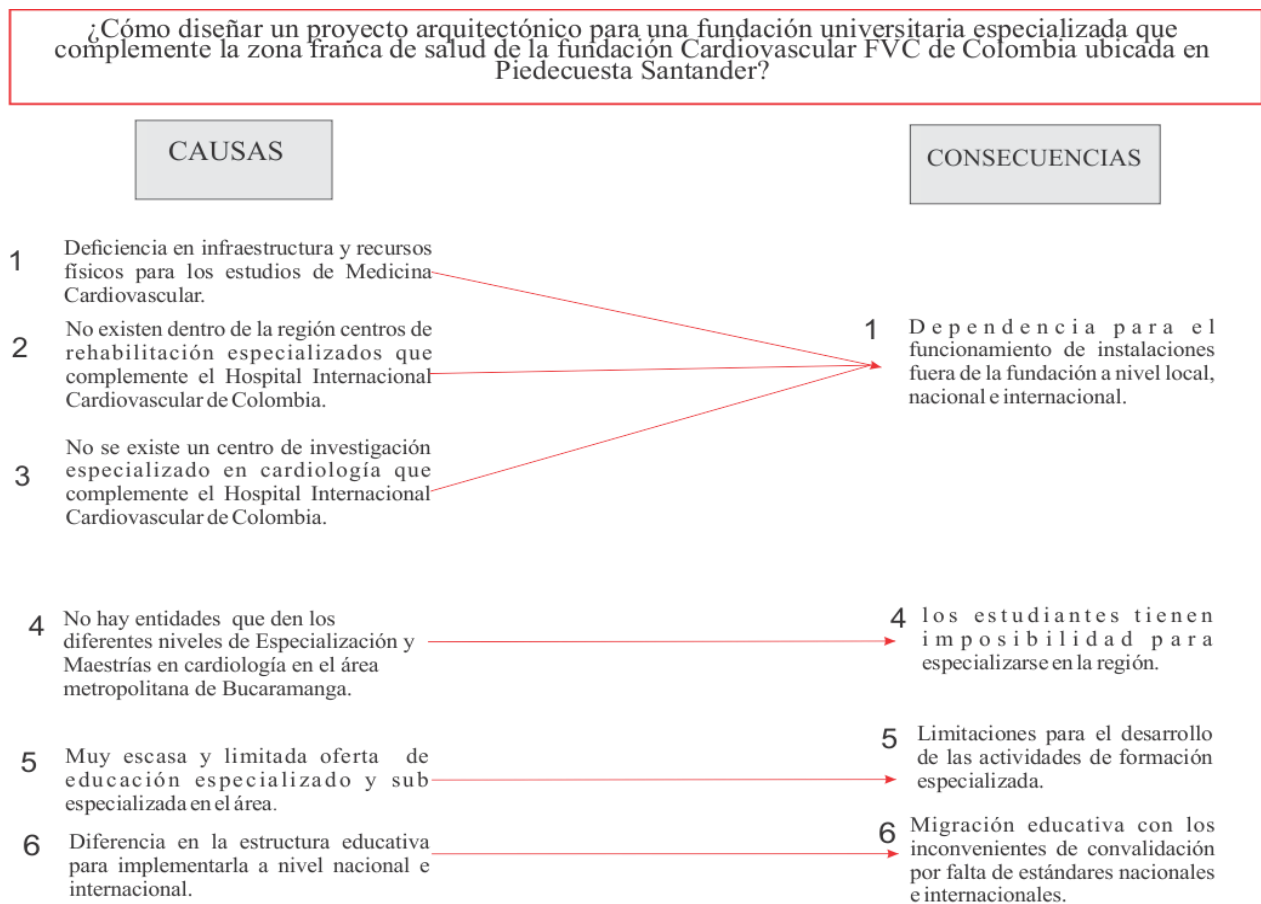 ¿Cómo diseñar un proyecto arquitectónico para una fundación universitaria especializada que
complemente la zona franca de salud de la fundación Cardiovascular FVC de Colombia ubicada en
Piedecuesta Santander?
CAUSAS
CONSECUENCIAS
1
Deficiencia en infraestructura y recursos
físicos para los estudios de Medicina
Cardiovascular.
2
No existen dentro de la región centros de
rehabilitación especializados que
complemente el Hospital Internacional
Cardiovascular de Colombia.
3
No se existe un centro de investigación
especializado en cardiología que
complemente el Hospital Internacional
Cardiovascular de Colombia.
1
Dependencia para el
funcionamiento de instalaciones
fuera de la fundación a nivel local,
nacional e internacional.
4
No hay entidades que den los
diferentes niveles de Especialización y
Maestrías en cardiología en el área
metropolitana de Bucaramanga.
4
los estudiantes tienen
imposibilidad para
especializarse en la región.
5
Muy escasa y limitada oferta de
educación especializado y sub
especializada en el área.
5
Limitaciones para el desarrollo
de las actividades de formación
especializada.
6
Diferencia en la estructura educativa
para implementarla a nivel nacional e
internacional.
6
Migración educativa con los
inconvenientes de convalidación
por falta de estándares nacionales
e internacionales.